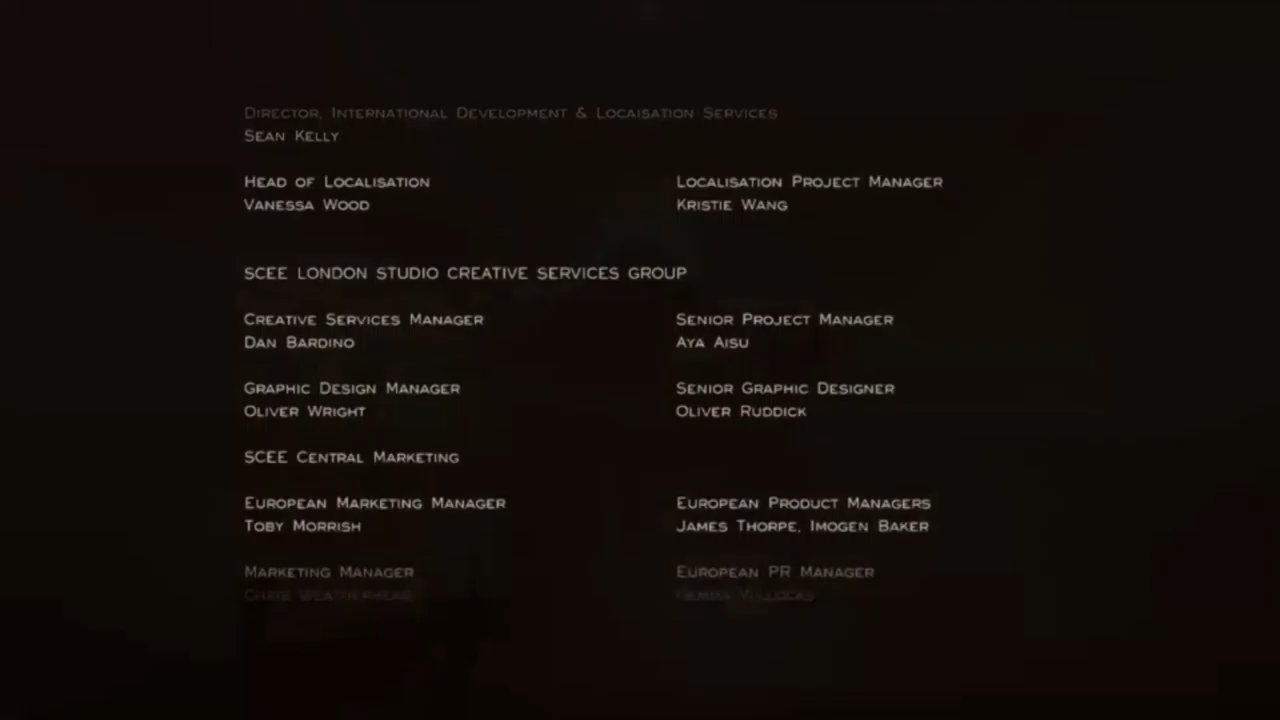 Director, International Development & Locaisation Services
Sean Kelly
Head of Localisation
Vanessa Wood
Localisation Project Manager
Kristie Wang
SCEE LONDON STUDIO CREATIVE SERVICES GROUP
Creative Services Manager
Dan Bardino
Senior Project Manager
Aya Aisu
Graphic Design Manager
Oliver Wright
Senior Graphic Designer
Oliver Ruddick
SCEE Central Marketing
European Marketing Manager
Toby Morrish
European Product Managers
James Thorpe, Imogen Baker
Marketing Manager
Chris
European PR Manager